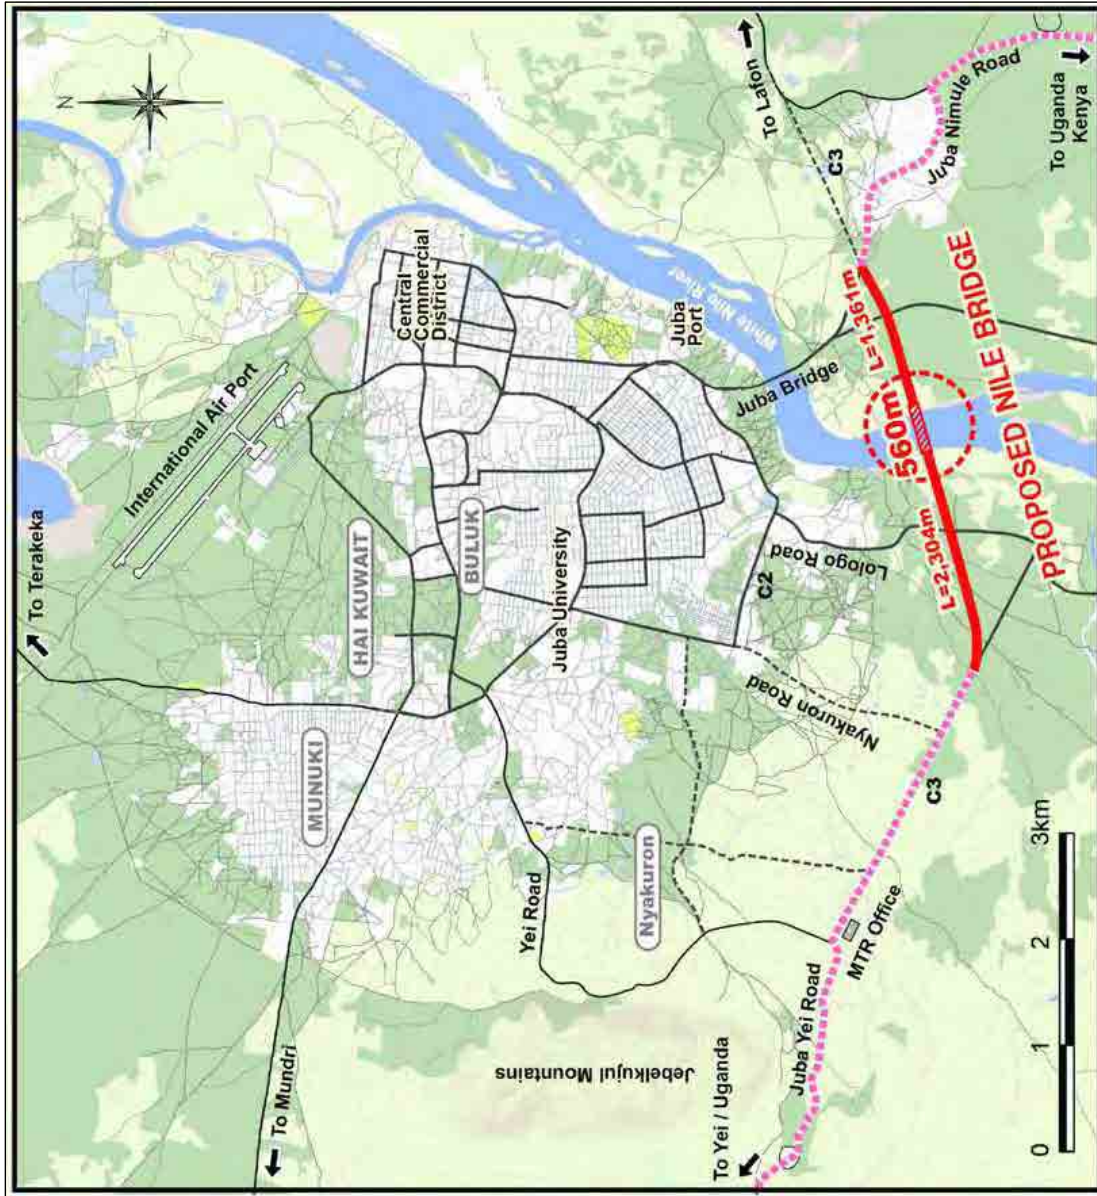 N
To Terakeka
International Air Port
To Mundri
MUNUKI
HAI KUWAIT
Central
Commercial
District
BULUK
Yei Road
Jebelkujul Mountains
Juba University
Nyakuron
Juba
Port
White Nile River
To Yei / Uganda
Juba Bridge
To Lafon
C2
Nyakuron Road
Lologo Road
Juba Yei Road
MTR Office
C3
C3
560m
L=1,361m
L=2,304m
PROPOSED NILE BRIDGE
Juba Nimule Road
To Uganda
Kenya
0
1
2
3km